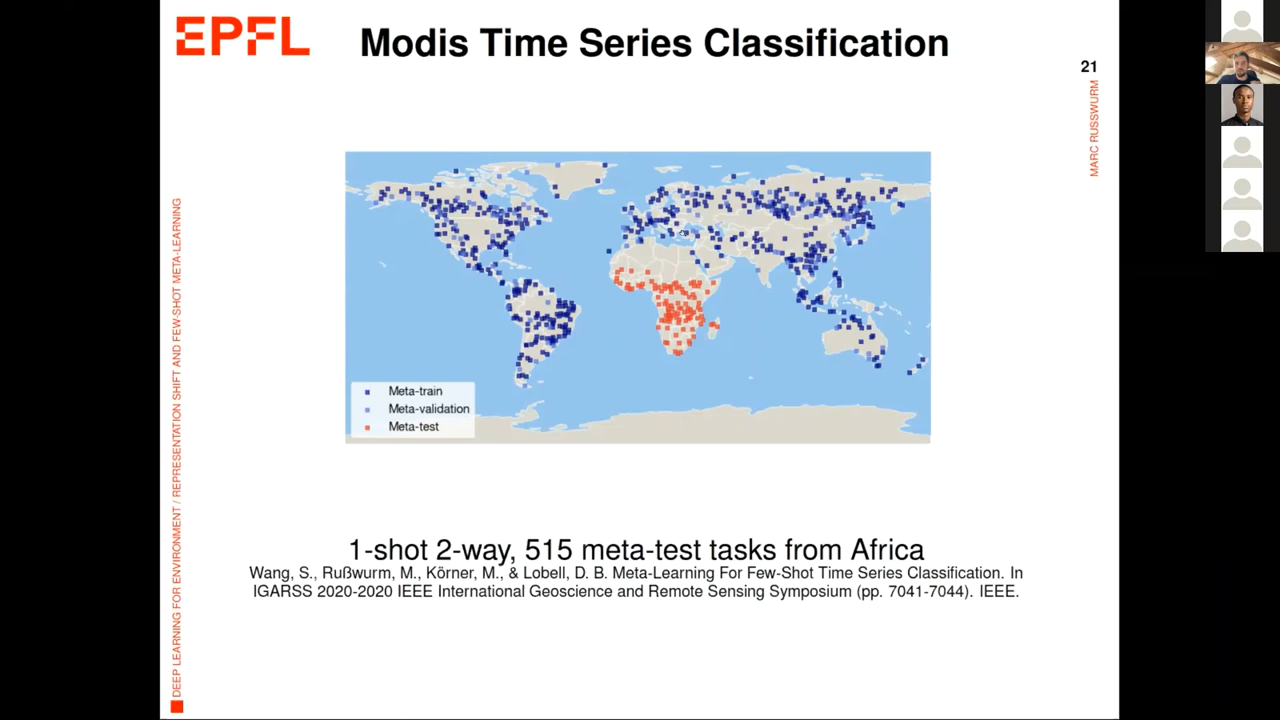 EPFL
Modis Time Series Classification
21
MARC RUSSWURM
DEEP LEARNING FOR ENVIRONMENT / REPRESENTATION SHIFT AND FEW-SHOT META-LEARNING
Meta-train
Meta-validation
Meta-test
1-shot 2-way, 515 meta-test tasks from Africa
Wang, S., Rußwurm, M., Körner, M., & Lobell, D. B. Meta-Learning For Few-Shot Time Series Classification. In
IGARSS 2020-2020 IEEE International Geoscience and Remote Sensing Symposium (pp. 7041-7044). IEEE.